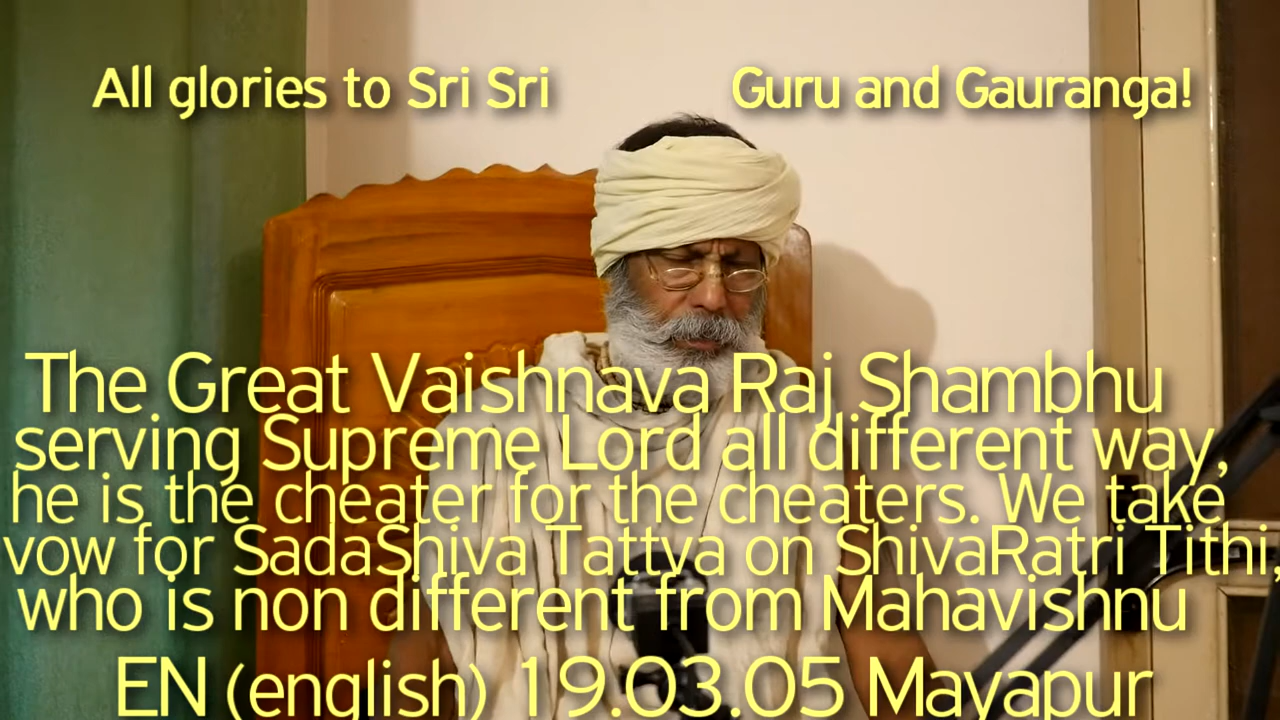 All glories to Sri Sri Guru and Gauranga!
The Great Vaishnava Raj Shambhu
serving Supreme Lord all different way,
he is the cheater for the cheaters. We take
vow for SadaShiva Tattva on ShivaRatri Tithi,
who is non different from Mahavishnu
EN (english) 19.03.05 Mayapur